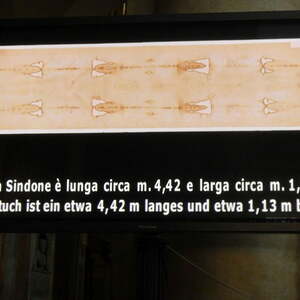 Sindone è lunga circa m. 4,42 e larga circa m. 1,
tuch ist ein etwa 4,42 m langes und etwa 1,13 m b